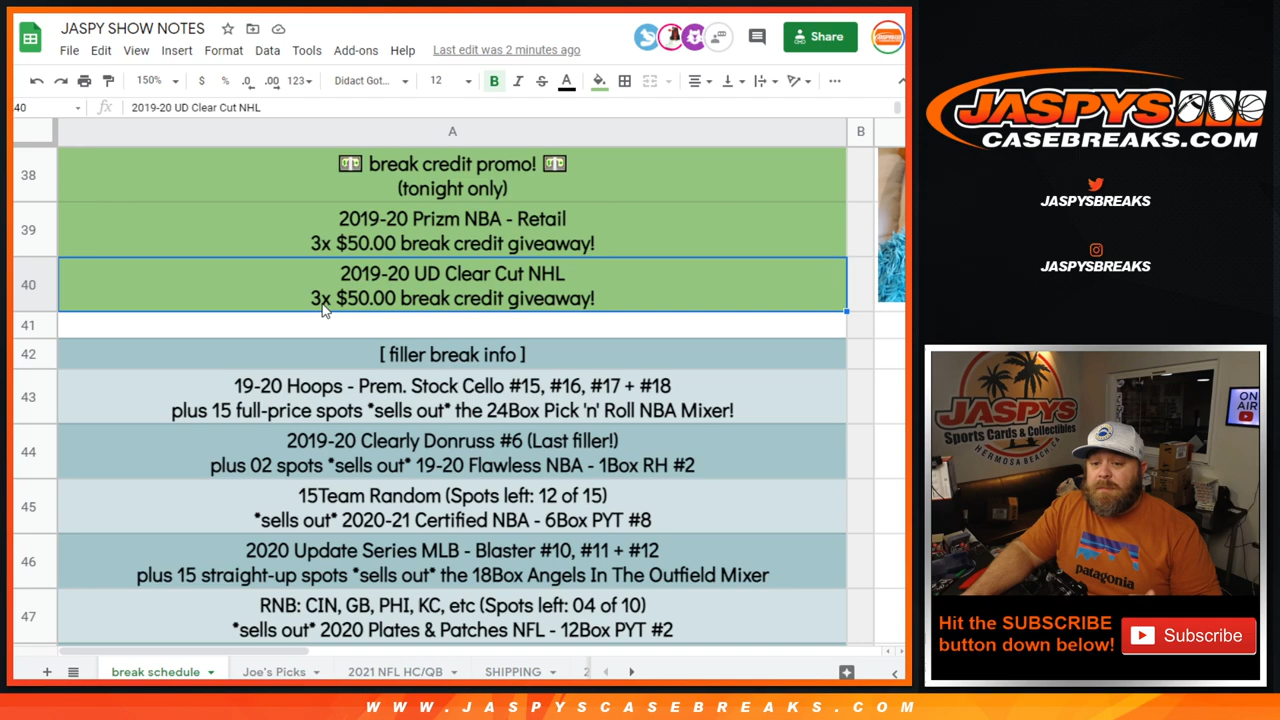 JASPY SHOW NOTES
File Edit View Insert Format Data Tools Add-ons Help Last edit was 2 minutes ago
Share
150% $ % .0 .00 123 Didact Got... 12 B I S A
40 fx 2019-20 UD Clear Cut NHL
A B
38 break credit promo!
(tonight only)
39 2019-20 Prizm NBA - Retail
3x $50.00 break credit giveaway!
40 2019-20 UD Clear Cut NHL
3x $50.00 break credit giveaway!
41
42 [ filler break info ]
43 19-20 Hoops - Prem. Stock Cello #15, #16, #17 + #18
plus 15 full-price spots *sells out* the 24Box Pick 'n' Roll NBA Mixer!
44 2019-20 Clearly Donruss #6 (Last filler!)
plus 02 spots *sells out* 19-20 Flawless NBA - 1Box RH #2
45 15Team Random (Spots left: 12 of 15)
*sells out* 2020-21 Certified NBA - 6Box PYT #8
46 2020 Update Series MLB - Blaster #10, #11 + #12
plus 15 straight-up spots *sells out* the 18Box Angels In The Outfield Mixer
47 RNB: CIN, GB, PHI, KC, etc (Spots left: 04 of 10)
*sells out* 2020 Plates & Patches NFL - 12Box PYT #2
break schedule Joe's Picks 2021 NFL HC/QB SHIPPING 2
JASPYS
CASEBREAKS.COM
JASPYSBREAKS
JASPYSBREAKS
JASPYS
Sports Cards & Collectibles
HERMOSA BEACH, CA
ON
AIR
patagonia
Hit the SUBSCRIBE
button down below!
Subscribe
WWW.JASPYSCASEBREAKS.COM